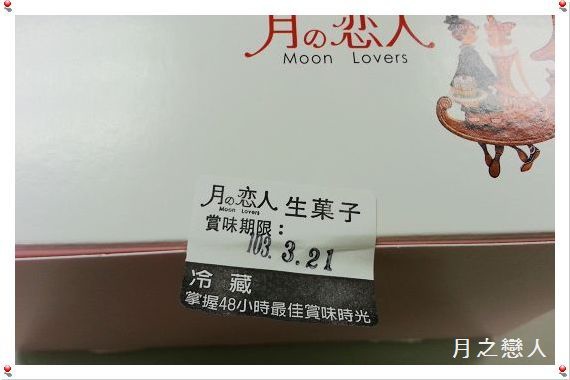 月の恋人
Moon Lovers
月の恋人 生菓子
Moon Lovers
賞味期限：
103. 3. 21
冷藏
掌握48小時最佳賞味時光
月之戀人